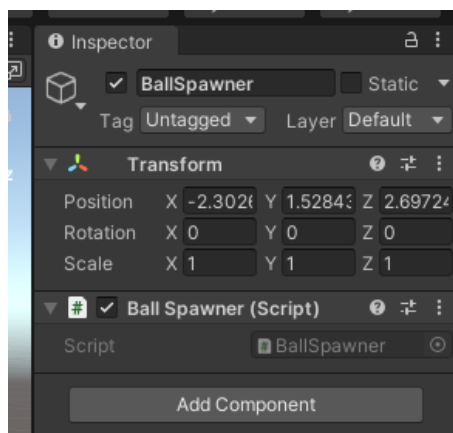 Inspector
BallSpawner Static
Tag Untagged Layer Default
Transform
Position X -2.3026 Y 1.5284 Z 2.69724
Rotation X 0 Y 0 Z 0
Scale X 1 Y 1 Z 1
# Ball Spawner (Script)
Script BallSpawner
Add Component